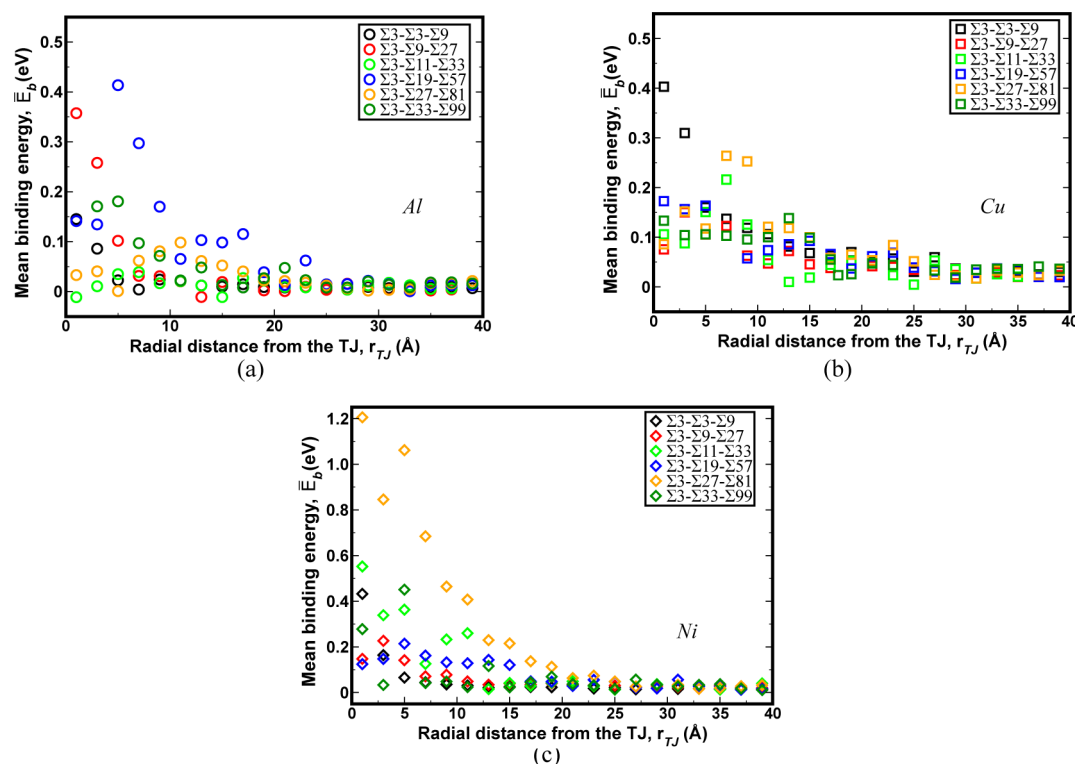 0.5
0.4
0.3
0.2
0.1
0
Mean binding energy, E̅_b (eV)
Σ3-Σ3-Σ9
Σ3-Σ9-Σ27
Σ3-Σ11-Σ33
Σ3-Σ19-Σ57
Σ3-Σ27-Σ81
Σ3-Σ33-Σ99
Al
0 10 20 30 40
Radial distance from the TJ, r_TJ (Å)
(a)
0.5
0.4
0.3
0.2
0.1
0
Mean binding energy, E̅_b (eV)
Σ3-Σ3-Σ9
Σ3-Σ9-Σ27
Σ3-Σ11-Σ33
Σ3-Σ19-Σ57
Σ3-Σ27-Σ81
Σ3-Σ33-Σ99
Cu
0 5 10 15 20 25 30 35 40
Radial distance from the TJ, r_TJ (Å)
(b)
1.2
1.0
0.8
0.6
0.4
0.2
0
Mean binding energy, E̅_b (eV)
Σ3-Σ3-Σ9
Σ3-Σ9-Σ27
Σ3-Σ11-Σ33
Σ3-Σ19-Σ57
Σ3-Σ27-Σ81
Σ3-Σ33-Σ99
Ni
0 5 10 15 20 25 30 35 40
Radial distance from the TJ, r_TJ (Å)
(c)